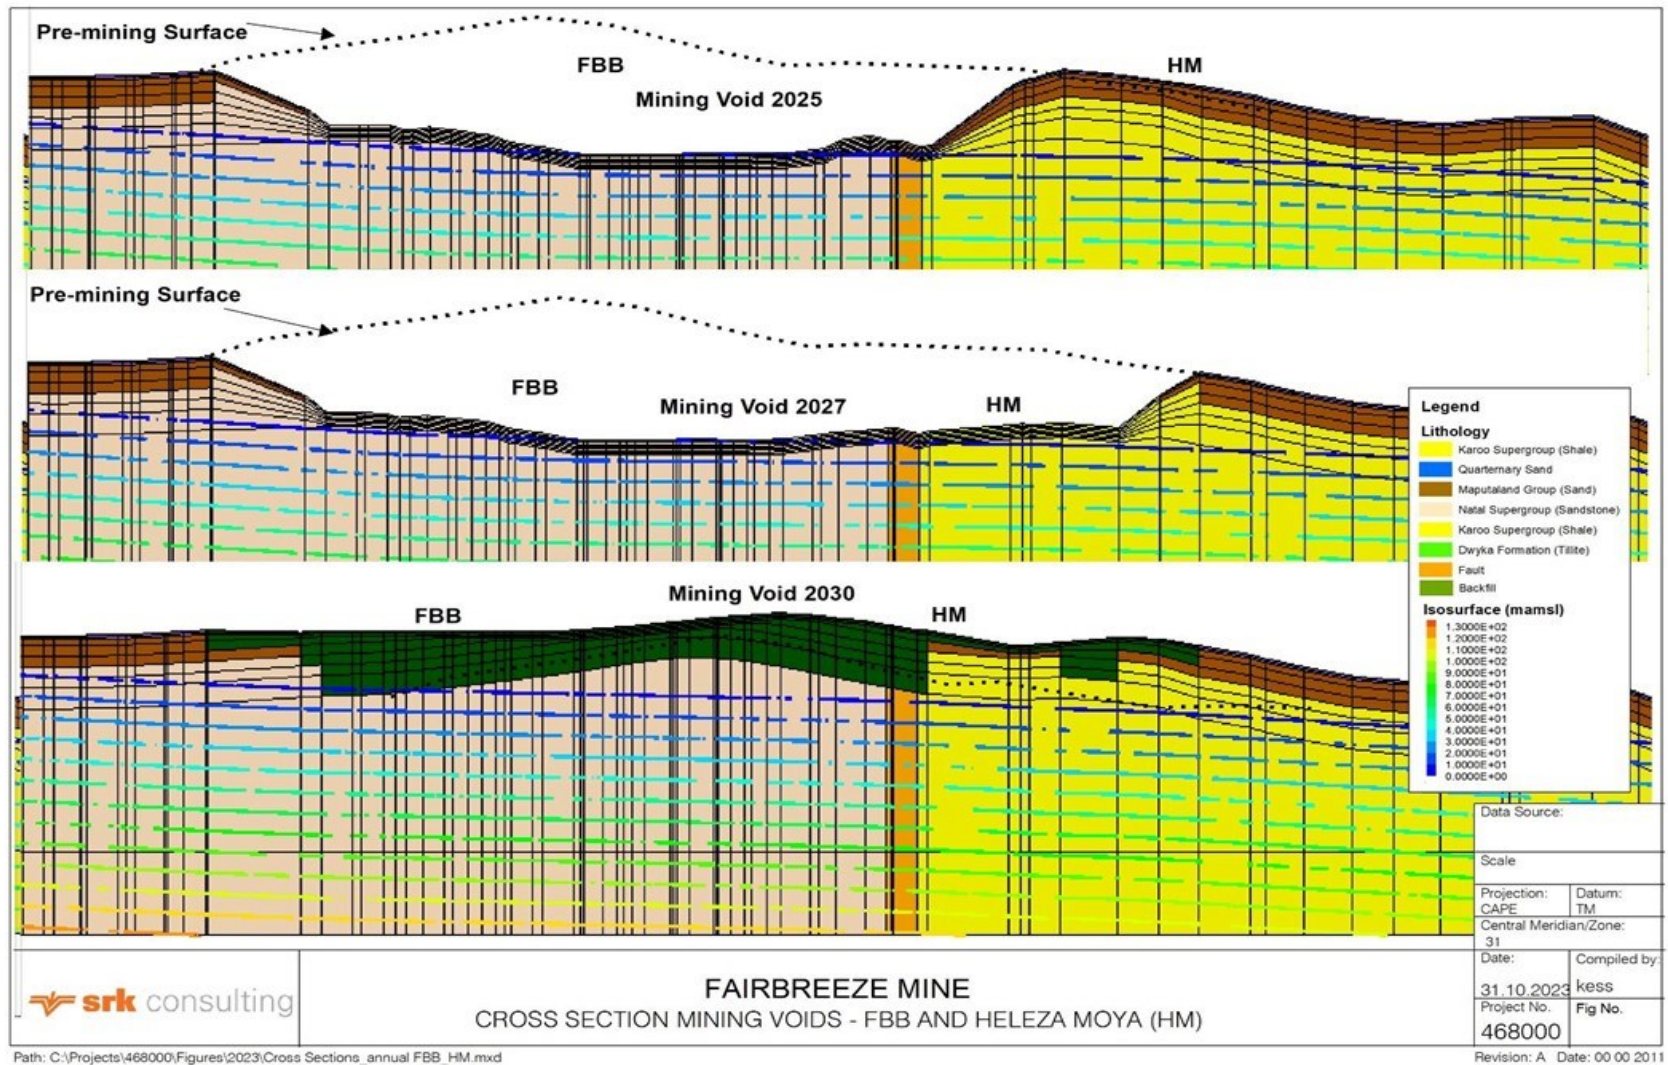 Pre-mining Surface
FBB
HM
Mining Void 2025
Pre-mining Surface
FBB
Mining Void 2027
HM
Mining Void 2030
FBB
HM
Legend
Lithology
Karoo Supergroup (Shale)
Quarternary Sand
Maputaland Group (Sand)
Natal Supergroup (Sandstone)
Karoo Supergroup (Shale)
Dwyka Formation (Tillite)
Fault
Backfill
Isosurface (mamsl)
1.3000E+02
1.2000E+02
1.1000E+02
1.0000E+02
9.0000E+01
8.0000E+01
7.0000E+01
6.0000E+01
5.0000E+01
4.0000E+01
3.0000E+01
2.0000E+01
1.0000E+01
0.0000E+00
Data Source:
Scale
Projection: Datum:
CAPE TM
Central Meridian/Zone:
31
Date: Compiled by:
31.10.2023 kess
Project No. Fig No.
468000
srk consulting
FAIRBREEZE MINE
CROSS SECTION MINING VOIDS - FBB AND HELEZA MOYA (HM)
Path: C:\Projects\468000\Figures\2023\Cross Sections_annual FBB_HM.mxd
Revision: A Date: 00 00 2011